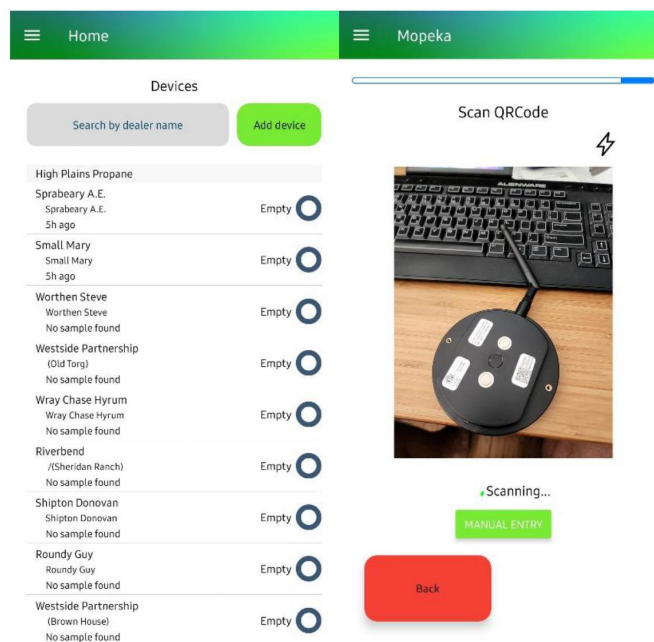 Home
Devices
Search by dealer name
Add device
High Plains Propane
Sprabeary A.E.
Sprabeary A.E.
Empty
5h ago
Small Mary
Small Mary
Empty
5h ago
Worthen Steve
Worthen Steve
Empty
No sample found
Westside Partnership
(Old Torg)
Empty
No sample found
Wray Chase Hyrum
Wray Chase Hyrum
Empty
No sample found
Riverbend
/(Sheridan Ranch)
Empty
No sample found
Shipton Donovan
Shipton Donovan
Empty
No sample found
Roundy Guy
Roundy Guy
Empty
No sample found
Westside Partnership
(Brown House)
Empty
No sample found
Mopeka
Scan QRCode
ALIENWARE
Scanning...
MANUAL ENTRY
Back